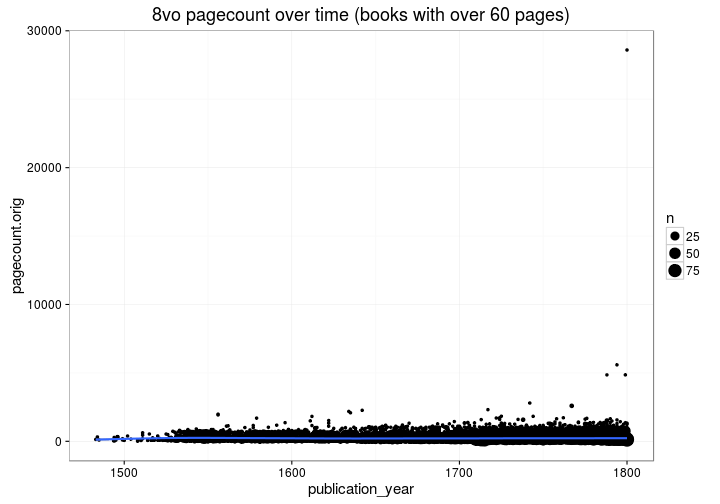 8vo pagecount over time (books with over 60 pages)
30000
20000
10000
0
pagecount.orig
1500 1600 1700 1800
publication_year
n
25
50
75